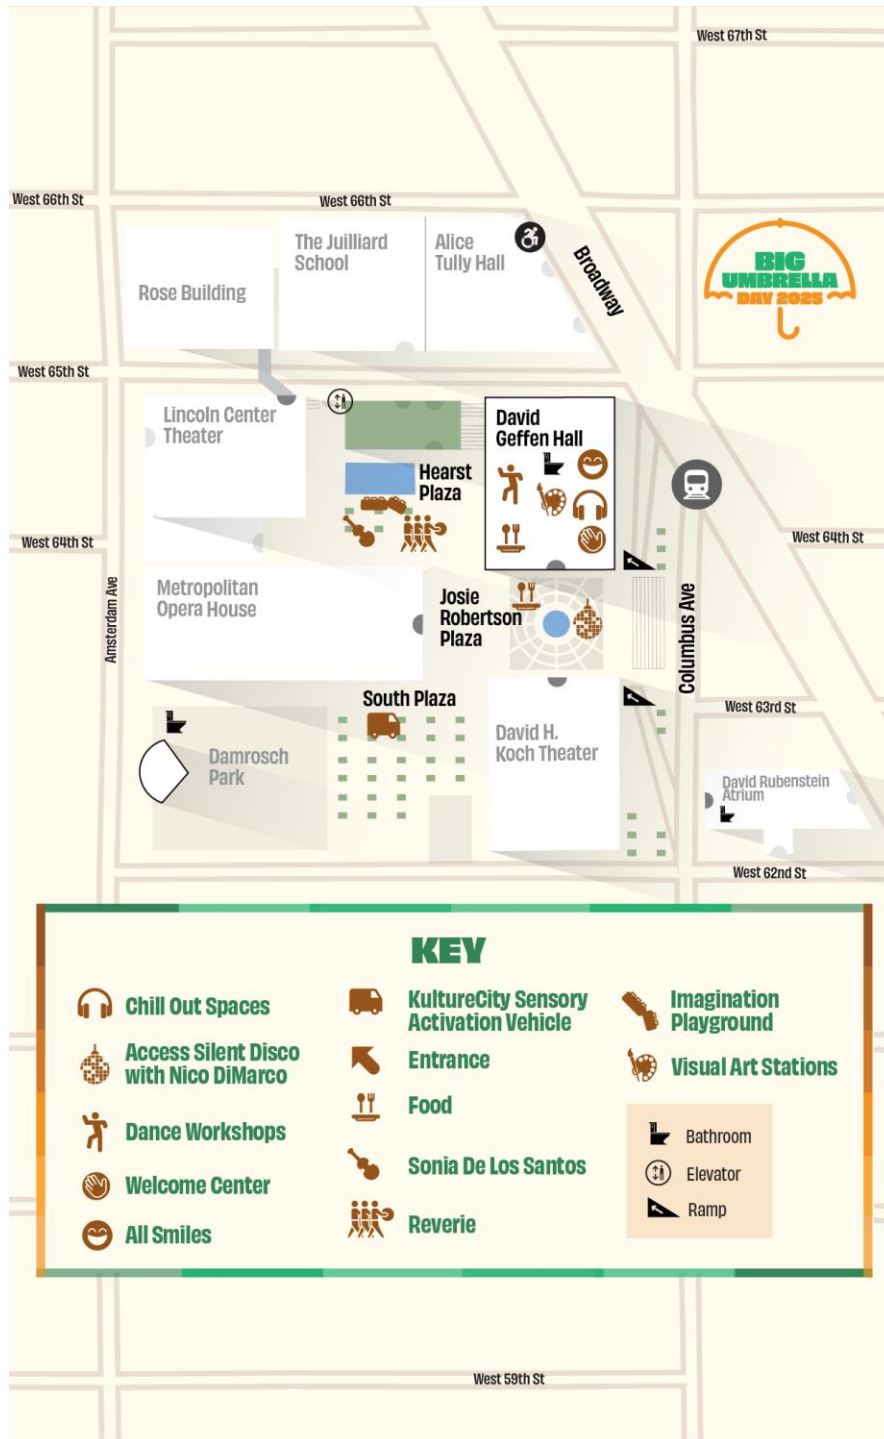 West 67th St
West 66th St
West 66th St
The Juilliard
School
Alice
Tully Hall
Rose Building
Broadway
BIG
UMBRELLA
DAY 2025
West 65th St
Lincoln Center
Theater
David
Geffen Hall
Hearst
Plaza
West 64th St
West 64th St
Amsterdam Ave
Metropolitan
Opera House
Josie
Robertson
Plaza
Columbus Ave
South Plaza
West 63rd St
David H.
Koch Theater
Damrosch
Park
David Rubenstein
Atrium
West 62nd St
KEY
Chill Out Spaces
Access Silent Disco
with Nico DiMarco
Dance Workshops
Welcome Center
All Smiles
KultureCity Sensory
Activation Vehicle
Entrance
Food
Sonia De Los Santos
Reverie
Imagination
Playground
Visual Art Stations
Bathroom
Elevator
Ramp
West 59th St